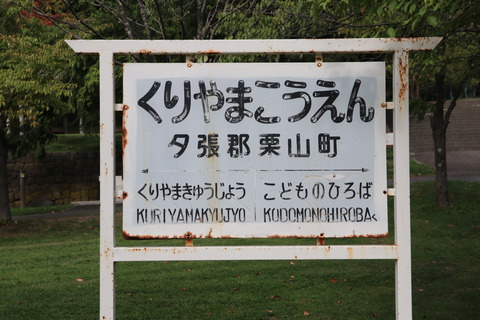 くりやまこうえん
夕張郡栗山町
くりやまきゅうじょう こどものひろば
KURIYAMAKYUJYO KODOMONOHIROBA